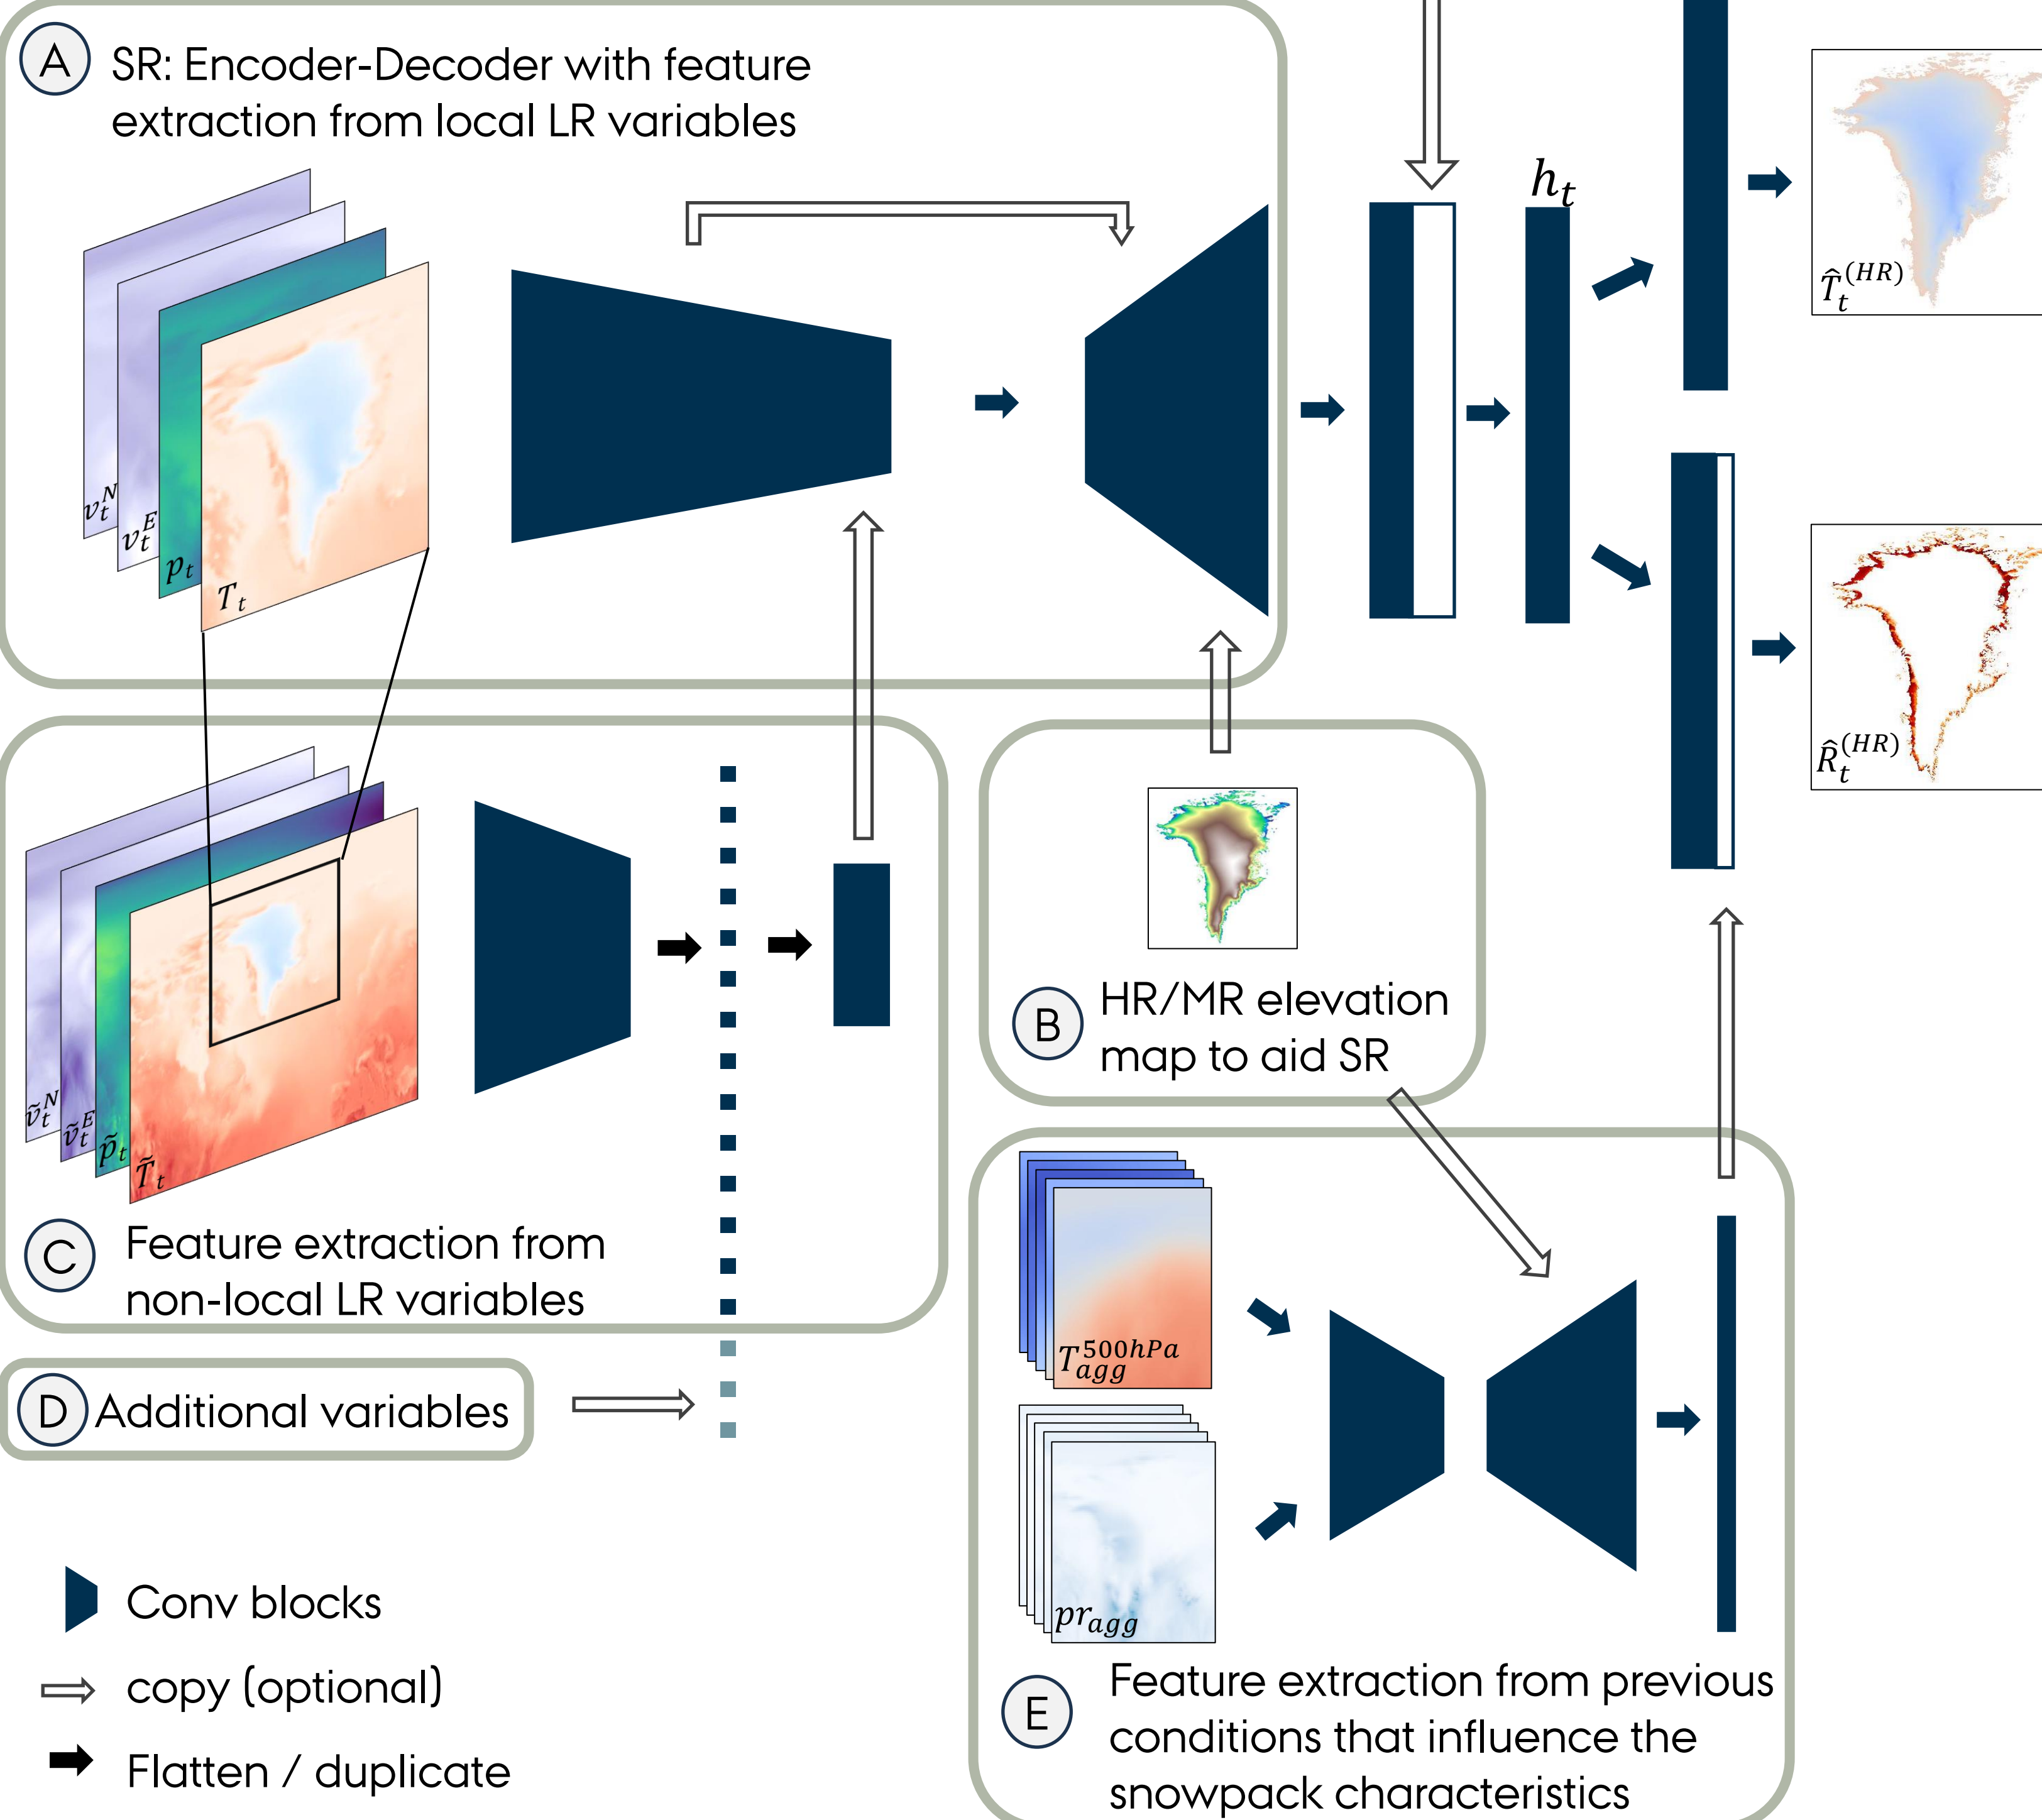 A
SR: Encoder-Decoder with feature
extraction from local LR variables
v_t^N
v_t^E
p_t
T_t
h_t
T̂_t^(HR)
R̂_t^(HR)
ṽ_t^N
ṽ_t^E
p̃_t
T̃_t
C
Feature extraction from
non-local LR variables
B
HR/MR elevation
map to aid SR
D
Additional variables
T_agg^500hPa
pr_agg
E
Feature extraction from previous
conditions that influence the
snowpack characteristics
Conv blocks
copy (optional)
Flatten / duplicate